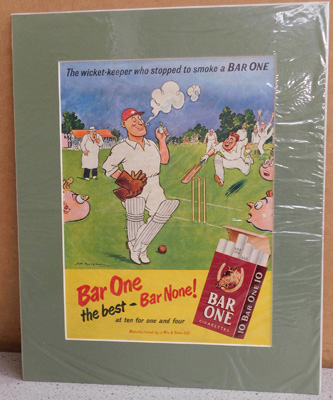 The wicket-keeper who stopped to smoke a BAR ONE
Bar One
the best - Bar None!
at ten for one and four
BAR
ONE
CIGARETTES
10 BAR ONE 10